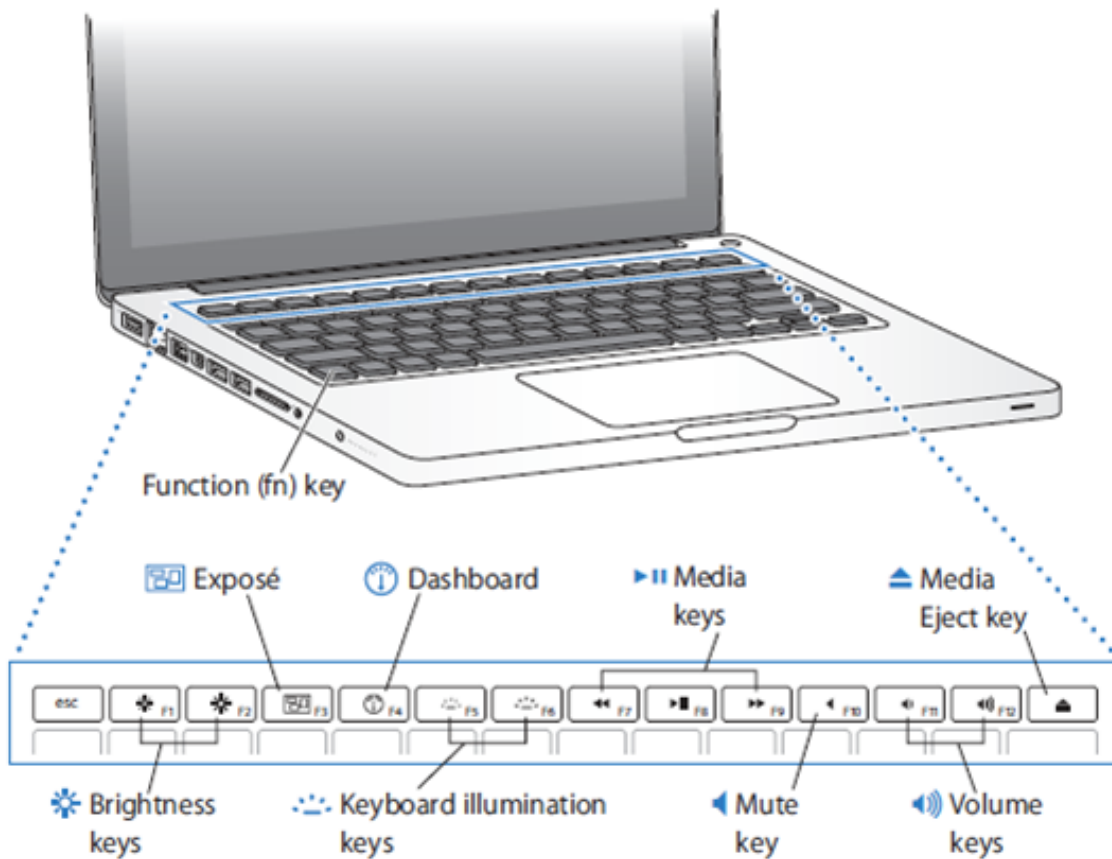 Function (fn) key
Exposé
Dashboard
Media
keys
Media
Eject key
esc
F1
F2
F3
F4
F5
F6
F7
F8
F9
F10
F11
F12
Brightness
keys
Keyboard illumination
keys
Mute
key
Volume
keys